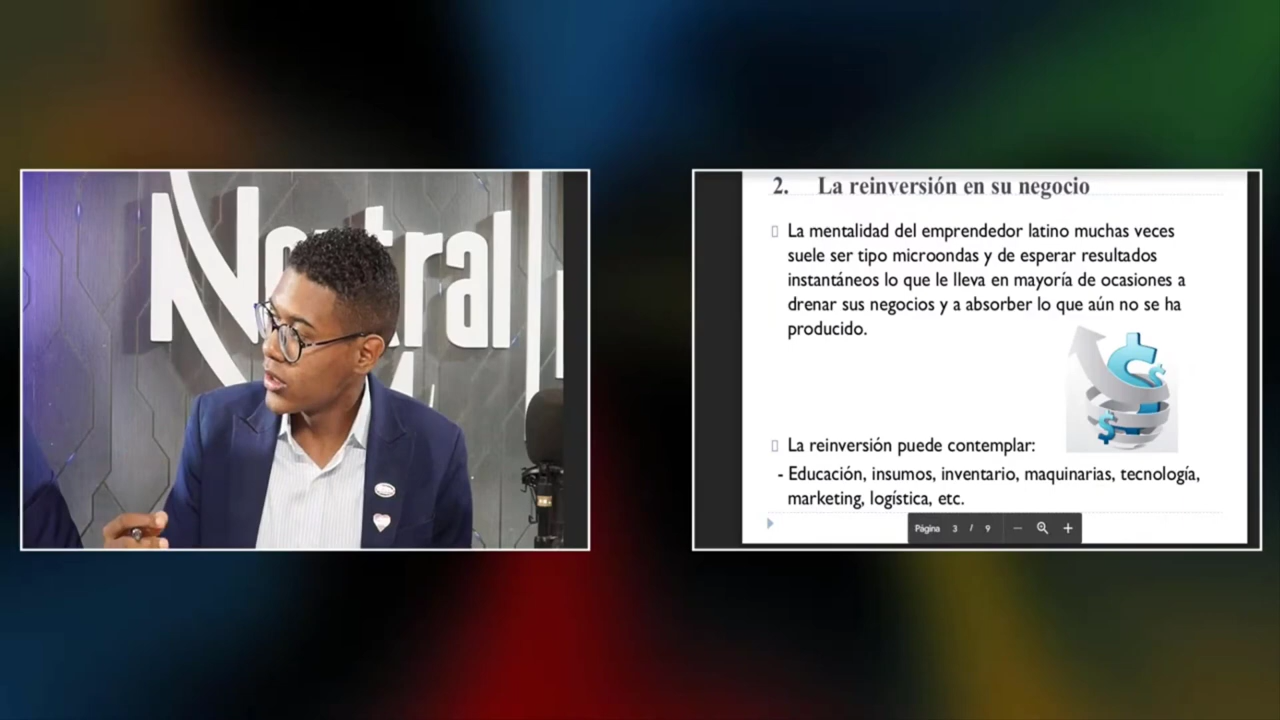 Neutral
2. La reinversión en su negocio
La mentalidad del emprendedor latino muchas veces
suele ser tipo microondas y de esperar resultados
instantáneos lo que le lleva en mayoría de ocasiones a
drenar sus negocios y a absorber lo que aún no se ha
producido.
La reinversión puede contemplar:
- Educación, insumos, inventario, maquinarias, tecnología,
marketing, logística, etc.
Página 3 / 9